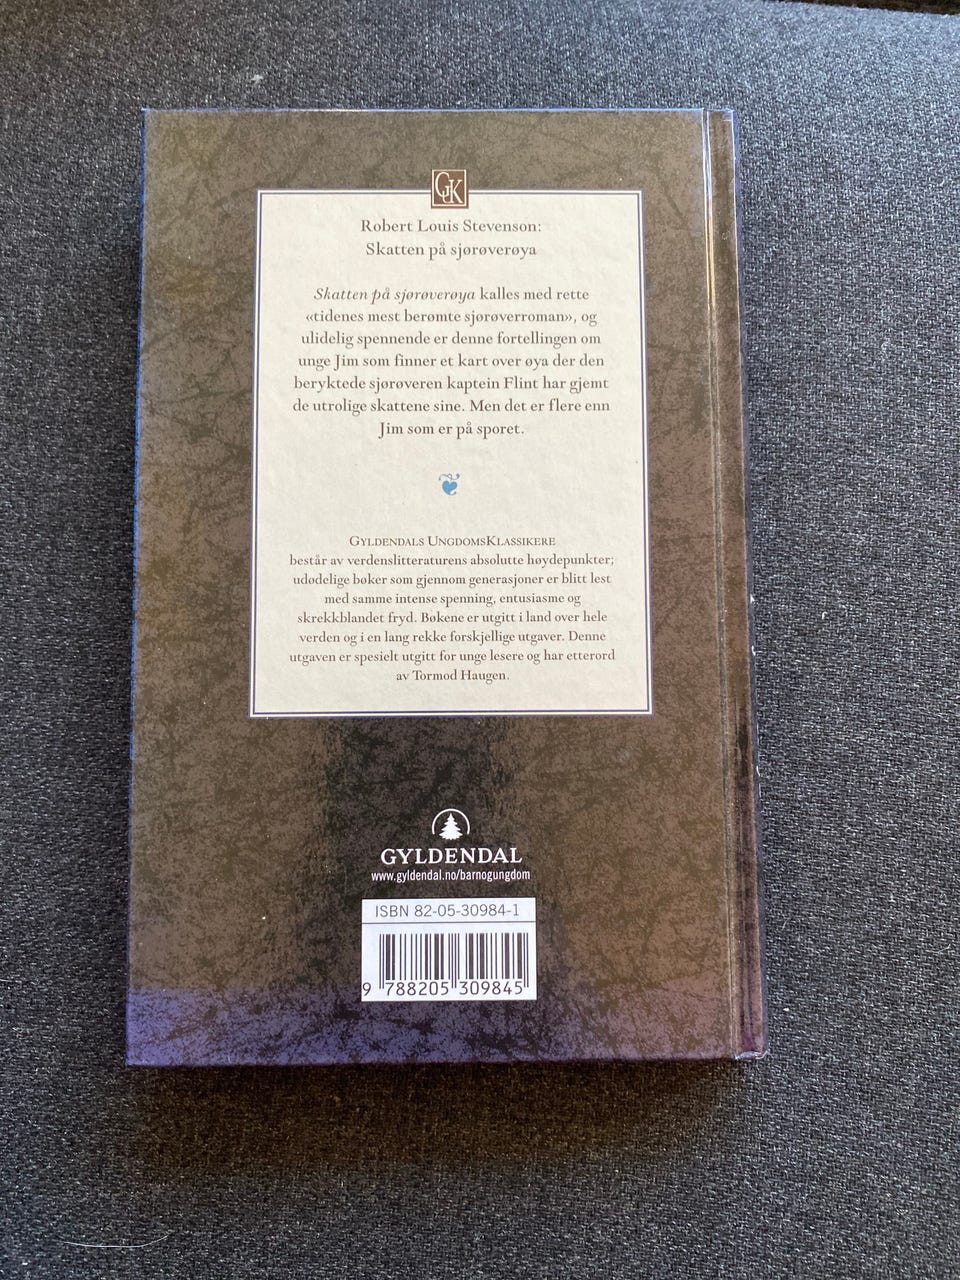 GUK
Robert Louis Stevenson:
Skatten på sjørøverøya
Skatten på sjørøverøya kalles med rette
«tidenes mest berømte sjørøverroman», og
ulidelig spennende er denne fortellingen om
unge Jim som finner et kart over øya der den
beryktede sjørøveren kaptein Flint har gjemt
de utrolige skattene sine. Men det er flere enn
Jim som er på sporet.
GYLDENDALS UNGDOMSKLASSIKERE
består av verdenslitteraturens absolutte høydepunkter;
udødelige bøker som gjennom generasjoner er blitt lest
med samme intense spenning, entusiasme og
skrekkblandet fryd. Bøkene er utgitt i land over hele
verden og i en lang rekke forskjellige utgaver. Denne
utgaven er spesielt utgitt for unge lesere og har etterord
av Tormod Haugen.
GYLDENDAL
www.gyldendal.no/barnogungdom
ISBN 82-05-30984-1
9 788205 309845